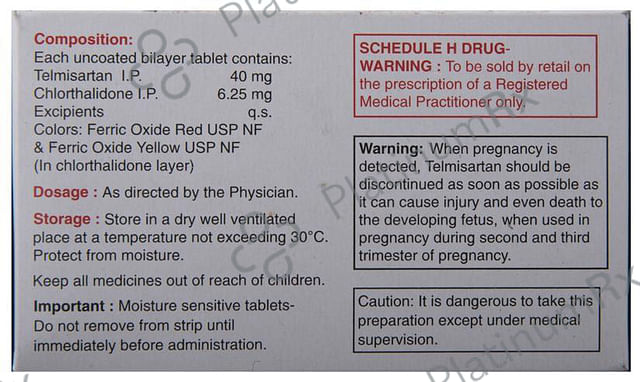 Composition:
Each uncoated bilayer tablet contains:
Telmisartan I.P. 40 mg
Chlorthalidone I.P. 6.25 mg
Excipients q.s.
Colors: Ferric Oxide Red USP NF
& Ferric Oxide Yellow USP NF
(In chlorthalidone layer)
Dosage : As directed by the Physician.
Storage : Store in a dry well ventilated
place at a temperature not exceeding 30°C.
Protect from moisture.
Keep all medicines out of reach of children.
Important : Moisture sensitive tablets-
Do not remove from strip until
immediately before administration.
SCHEDULE H DRUG-
WARNING : To be sold by retail on
the prescription of a Registered
Medical Practitioner only.
Warning: When pregnancy is
detected, Telmisartan should be
discontinued as soon as possible as
it can cause injury and even death to
the developing fetus, when used in
pregnancy during second and third
trimester of pregnancy.
Caution: It is dangerous to take this
preparation except under medical
supervision.
PlatinumRx
PlatinumRx
PlatinumRx